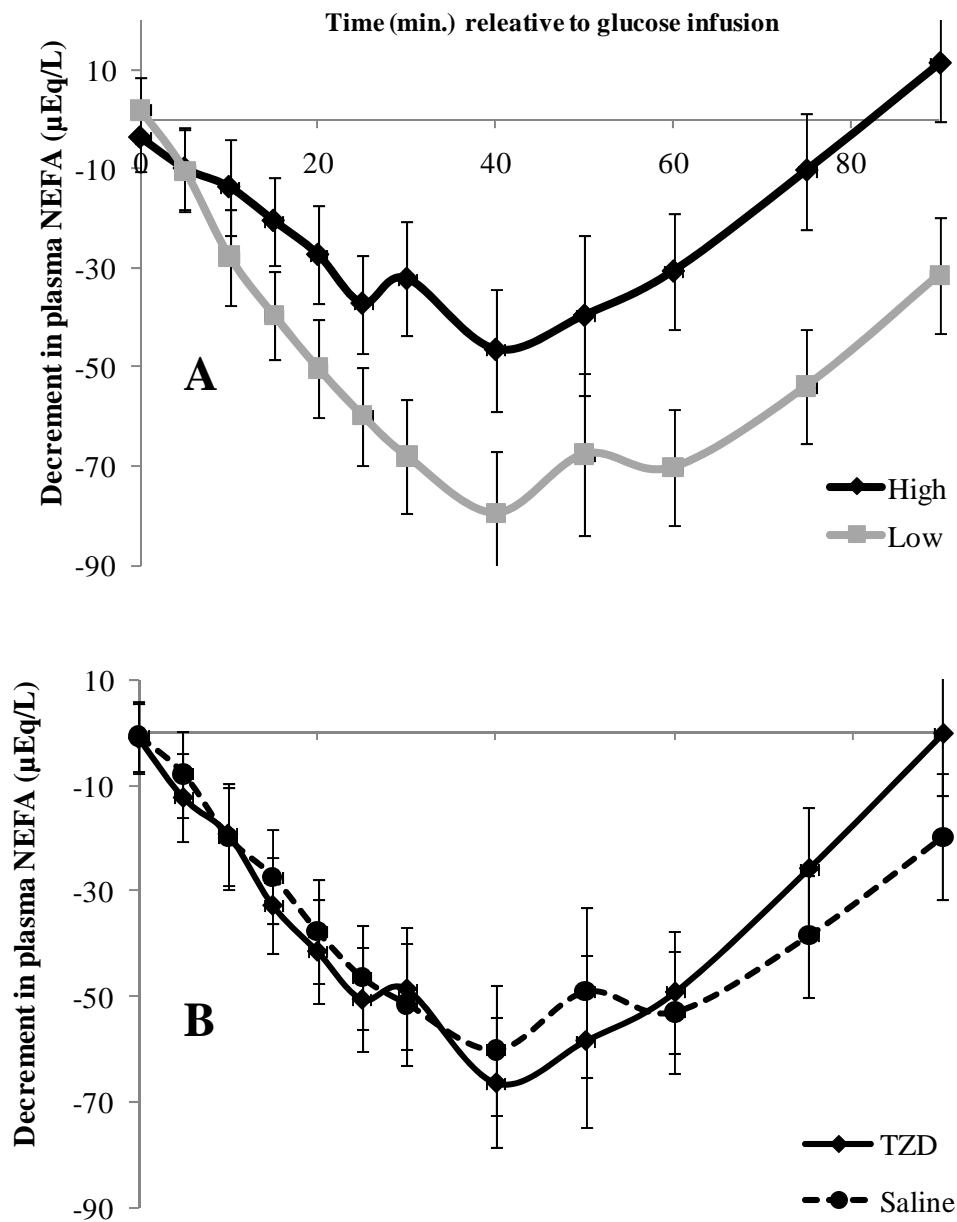 Time (min.) releative to glucose infusion
Decrement in plasma NEFA (µEq/L)
10
-10
-30
-50
-70
-90
0
20
40
60
80
A
High
Low
Decrement in plasma NEFA (µEq/L)
10
-10
-30
-50
-70
-90
B
TZD
Saline